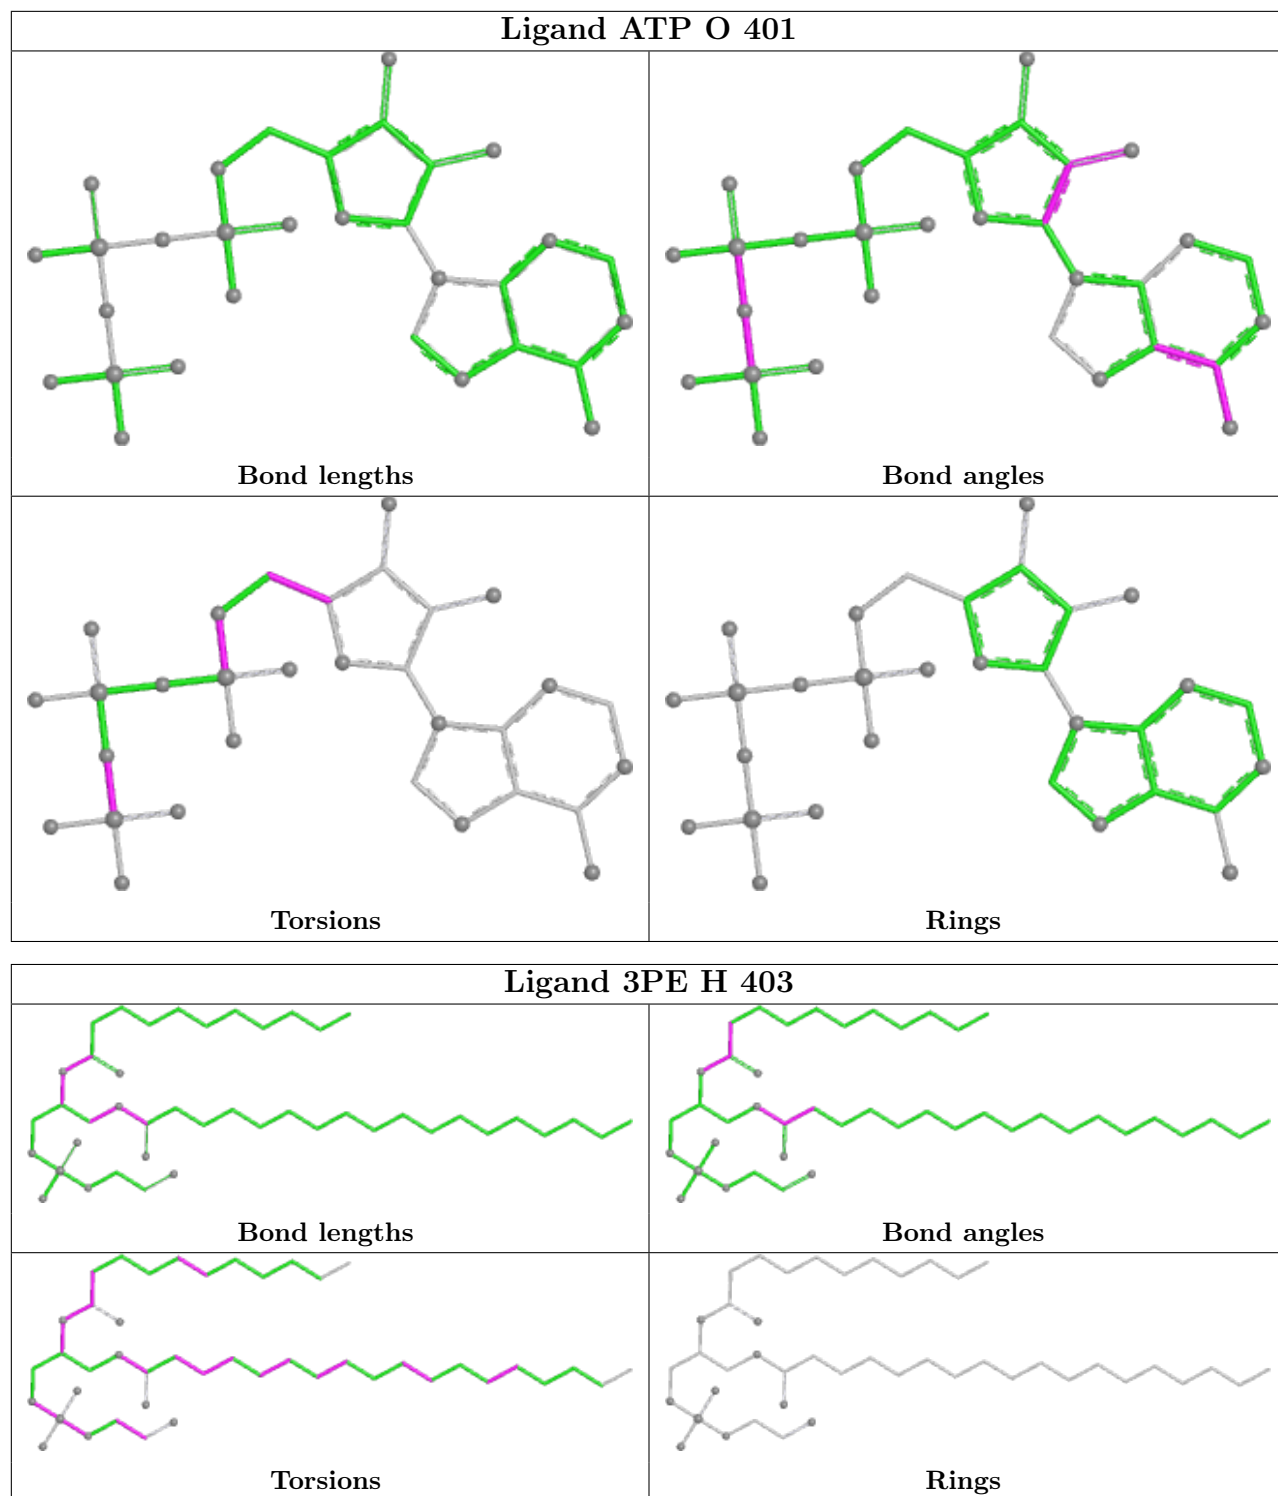 Ligand ATP O 401
Bond lengths
Bond angles
Torsions
Rings
Ligand 3PE H 403
Bond lengths
Bond angles
Torsions
Rings